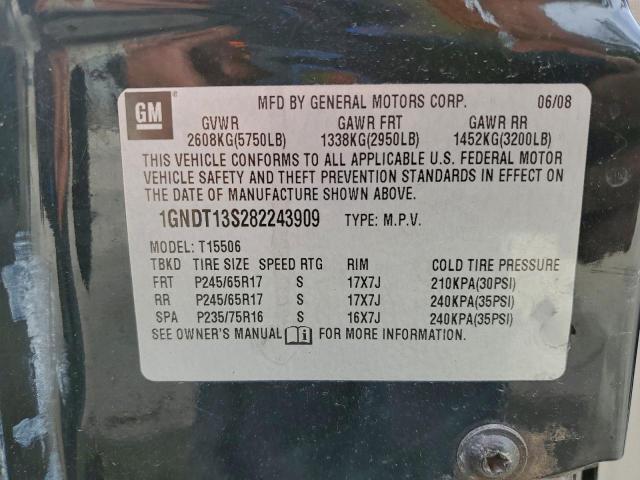 GM
MFD BY GENERAL MOTORS CORP. 06/08
GVWR GAWR FRT GAWR RR
2608KG(5750LB) 1338KG(2950LB) 1452KG(3200LB)
THIS VEHICLE CONFORMS TO ALL APPLICABLE U.S. FEDERAL MOTOR
VEHICLE SAFETY AND THEFT PREVENTION STANDARDS IN EFFECT ON
THE DATE OF MANUFACTURE SHOWN ABOVE.
1GNDT13S282243909 TYPE: M.P.V.
MODEL: T15506
TBKD TIRE SIZE SPEED RTG RIM COLD TIRE PRESSURE
FRT P245/65R17 S 17X7J 210KPA(30PSI)
RR P245/65R17 S 17X7J 240KPA(35PSI)
SPA P235/75R16 S 16X7J 240KPA(35PSI)
SEE OWNER'S MANUAL FOR MORE INFORMATION.